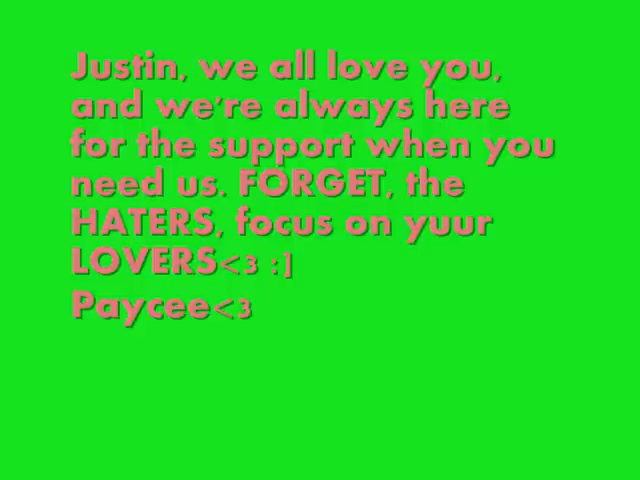 Justin, we all love you,
and we're always here
for the support when you
need us. FORGET, the
HATERS, focus on yuur
LOVERS<3 :]
Paycee<3